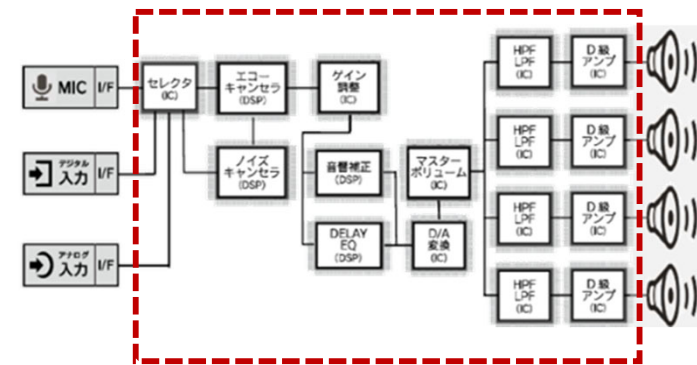 MIC I/F
デジタル
入力 I/F
アナログ
入力 I/F
セレクタ
(IC)
エコー
キャンセラ
(DSP)
ノイズ
キャンセラ
(DSP)
ゲイン
調整
(IC)
音響補正
(DSP)
DELAY
EQ
(DSP)
マスター
ボリューム
(IC)
D/A
変換
(IC)
HPF
LPF
(IC)
D級
アンプ
(IC)
HPF
LPF
(IC)
D級
アンプ
(IC)
HPF
LPF
(IC)
D級
アンプ
(IC)
HPF
LPF
(IC)
D級
アンプ
(IC)